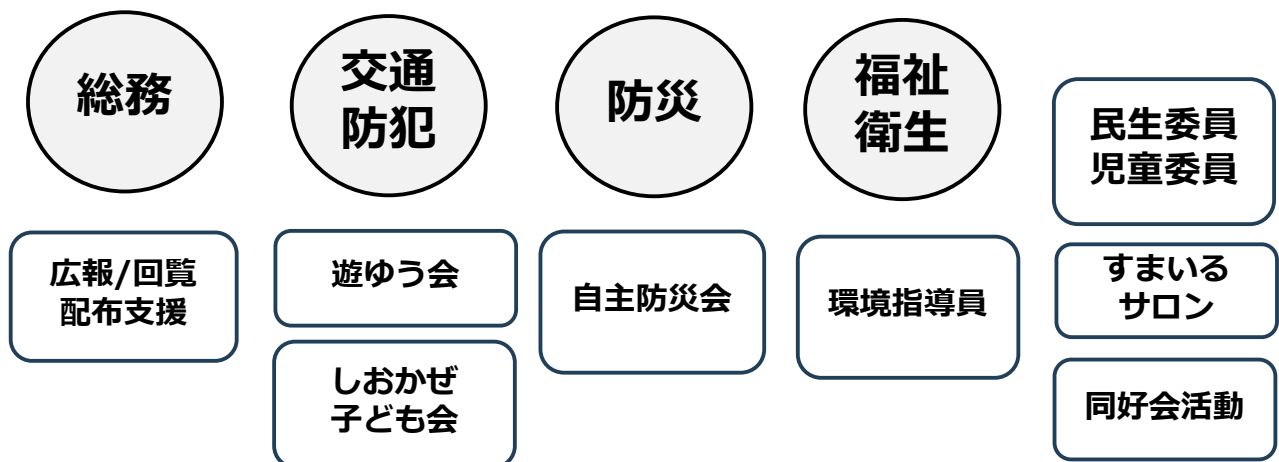 総務
交通
防犯
防災
福祉
衛生
広報/回覧
配布支援
遊ゆう会
しおかぜ
子ども会
自主防災会
環境指導員
民生委員
児童委員
すまいる
サロン
同好会活動